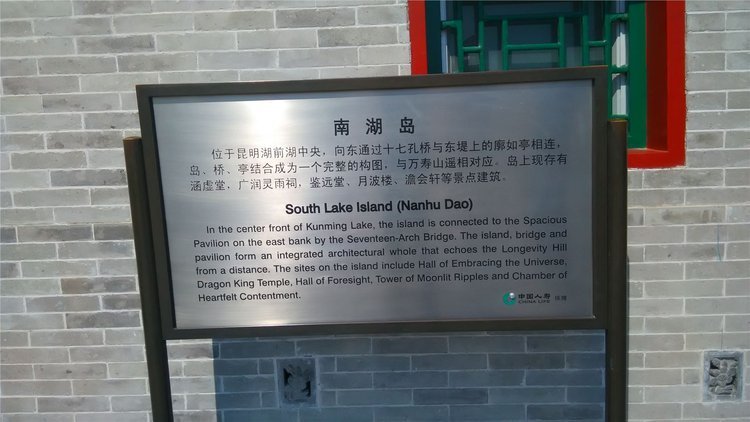 南湖岛
位于昆明湖前湖中央，向东通过十七孔桥与东堤上的廓如亭相连，
岛、桥、亭结合成为一个完整的构图，与万寿山遥相对应。岛上现存有
涵虚堂、广润灵雨祠，鉴远堂、月波楼、澹会轩等景点建筑。
South Lake Island (Nanhu Dao)
In the center front of Kunming Lake, the island is connected to the Spacious
Pavilion on the east bank by the Seventeen-Arch Bridge. The island, bridge and
pavilion form an integrated architectural whole that echoes the Longevity Hill
from a distance. The sites on the island include Hall of Embracing the Universe,
Dragon King Temple, Hall of Foresight, Tower of Moonlit Ripples and Chamber of
Heartfelt Contentment.
中国人寿
CHINA LIFE